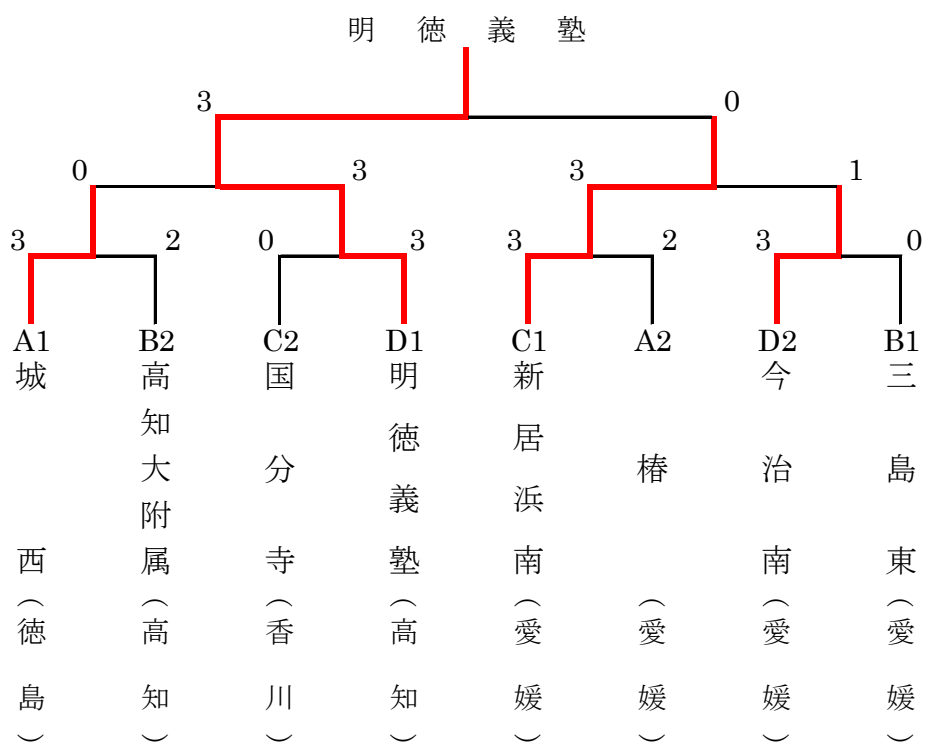 明徳義塾
3 0
0 3 3 1
3 2 0 3 3 2 3 0
A1 B2 C2 D1 C1 A2 D2 B1
城西（徳島）
高知大附属（高知）
国分寺（香川）
明徳義塾（高知）
新居浜南（愛媛）
椿（愛媛）
今治南（愛媛）
三島東（愛媛）